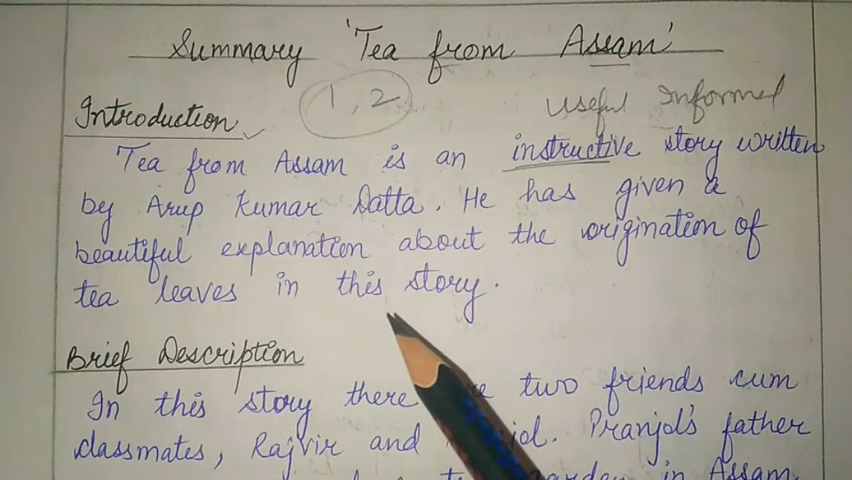 Summary 'Tea from Assam'
Introduction
1, 2
Useful Informed
Tea from Assam is an instructive story written
by Arup Kumar Datta. He has given a
beautiful explanation about the origination of
tea leaves in this story.
Brief Description
In this story there two friends cum
classmates, Rajvir and Pranjol's father
garden in Assam